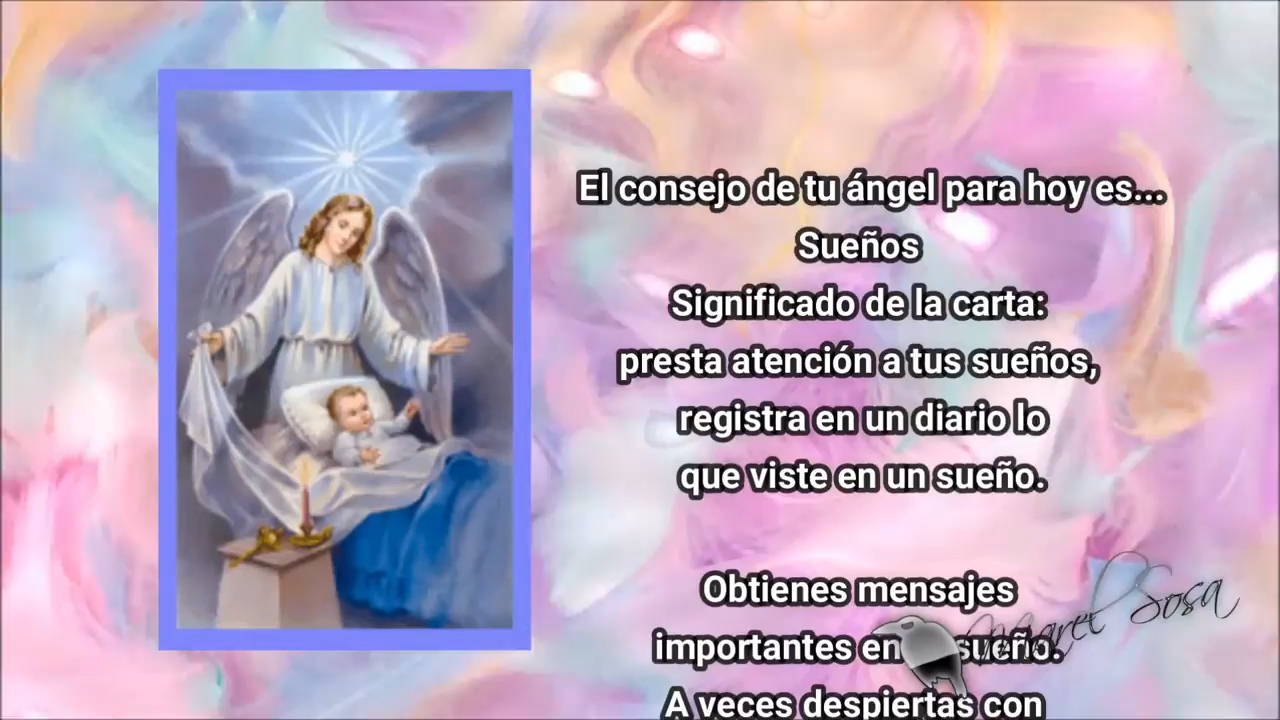 El consejo de tu ángel para hoy es...
Sueños
Significado de la carta:
presta atención a tus sueños,
registra en un diario lo
que viste en un sueño.
Obtienes mensajes
importantes en sueño.
A veces despiertas con
Sosa